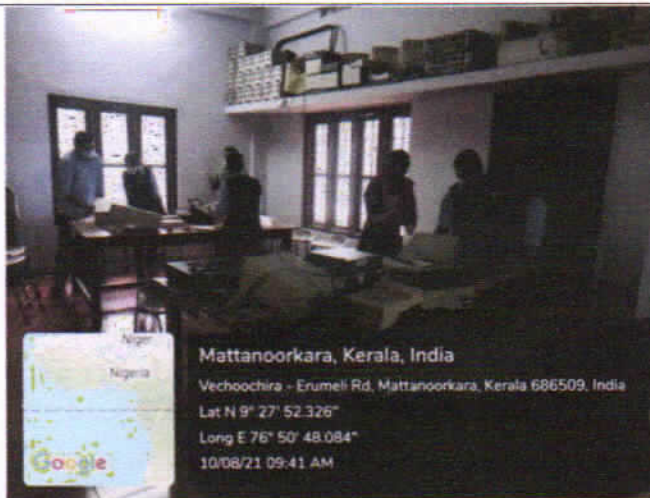 Niger
Nigeria
Google
Mattanoorkara, Kerala, India
Vechoochira - Erumeli Rd, Mattanoorkara, Kerala 686509, India
Lat N 9° 27' 52.326"
Long E 76° 50' 48.084"
10/08/21 09:41 AM